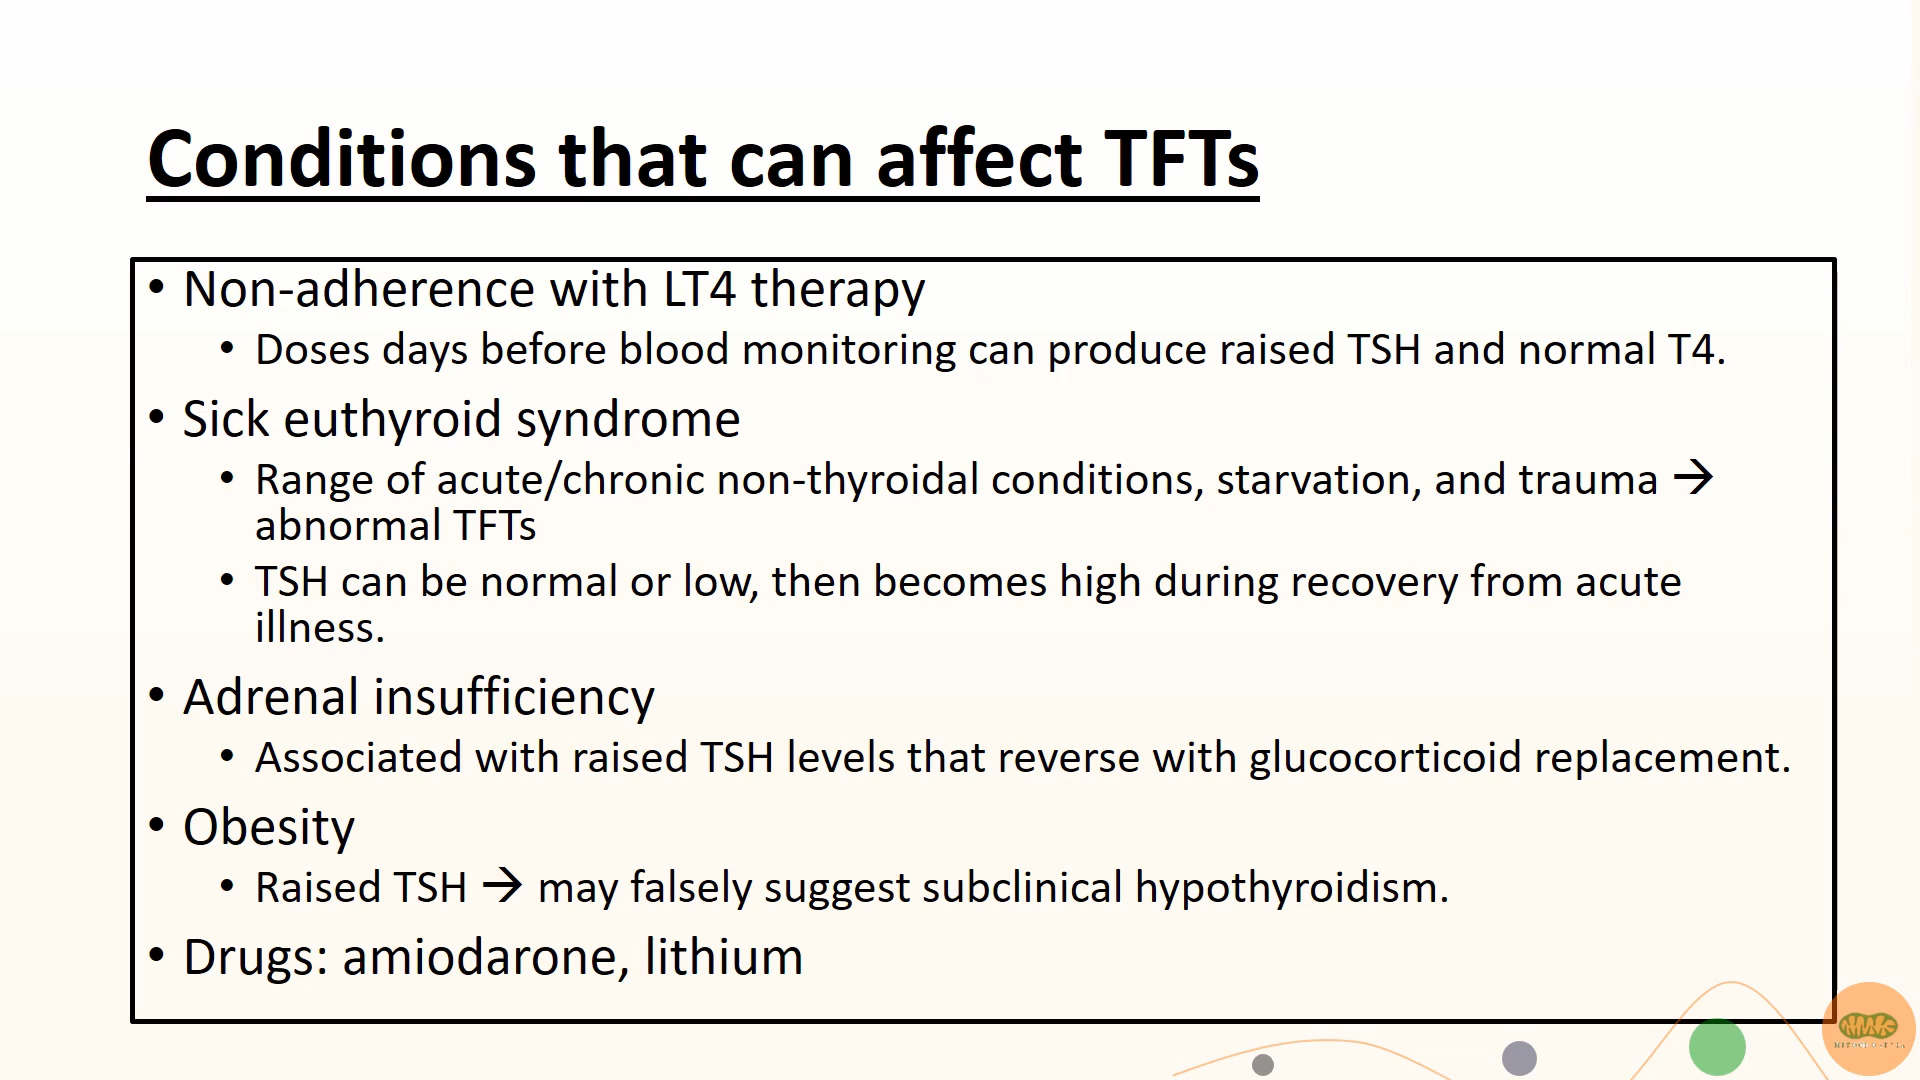 Conditions that can affect TFTs
• Non-adherence with LT4 therapy
• Doses days before blood monitoring can produce raised TSH and normal T4.
• Sick euthyroid syndrome
• Range of acute/chronic non-thyroidal conditions, starvation, and trauma →
abnormal TFTs
• TSH can be normal or low, then becomes high during recovery from acute
illness.
• Adrenal insufficiency
• Associated with raised TSH levels that reverse with glucocorticoid replacement.
• Obesity
• Raised TSH → may falsely suggest subclinical hypothyroidism.
• Drugs: amiodarone, lithium